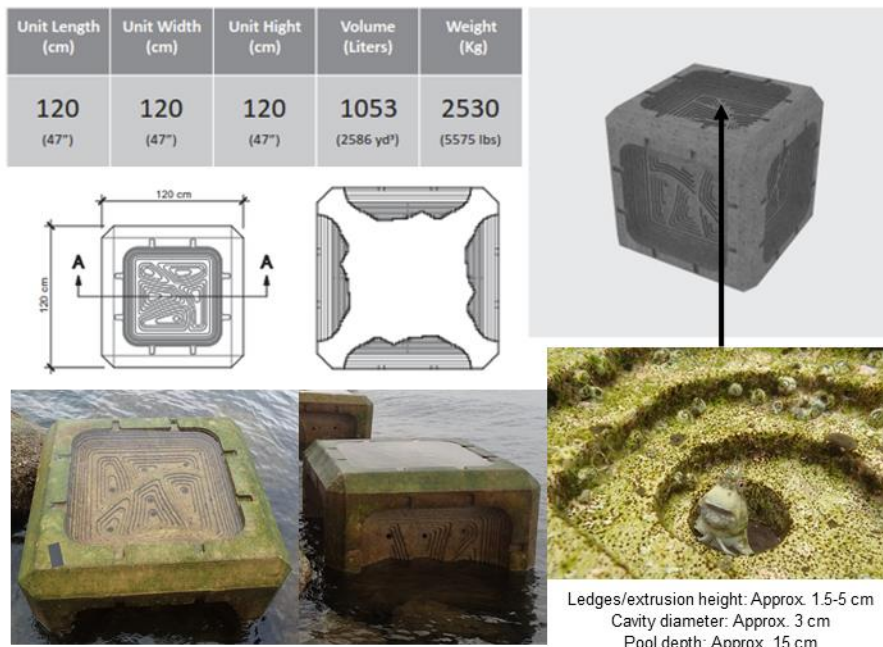 Unit Length Unit Width Unit Hight Volume Weight
(cm) (cm) (cm) (Liters) (Kg)
120 120 120 1053 2530
(47") (47") (47") (2586 yd³) (5575 lbs)
120 cm
A A
120 cm
Ledges/extrusion height: Approx. 1.5-5 cm
Cavity diameter: Approx. 3 cm
Pool depth: Approx. 15 cm